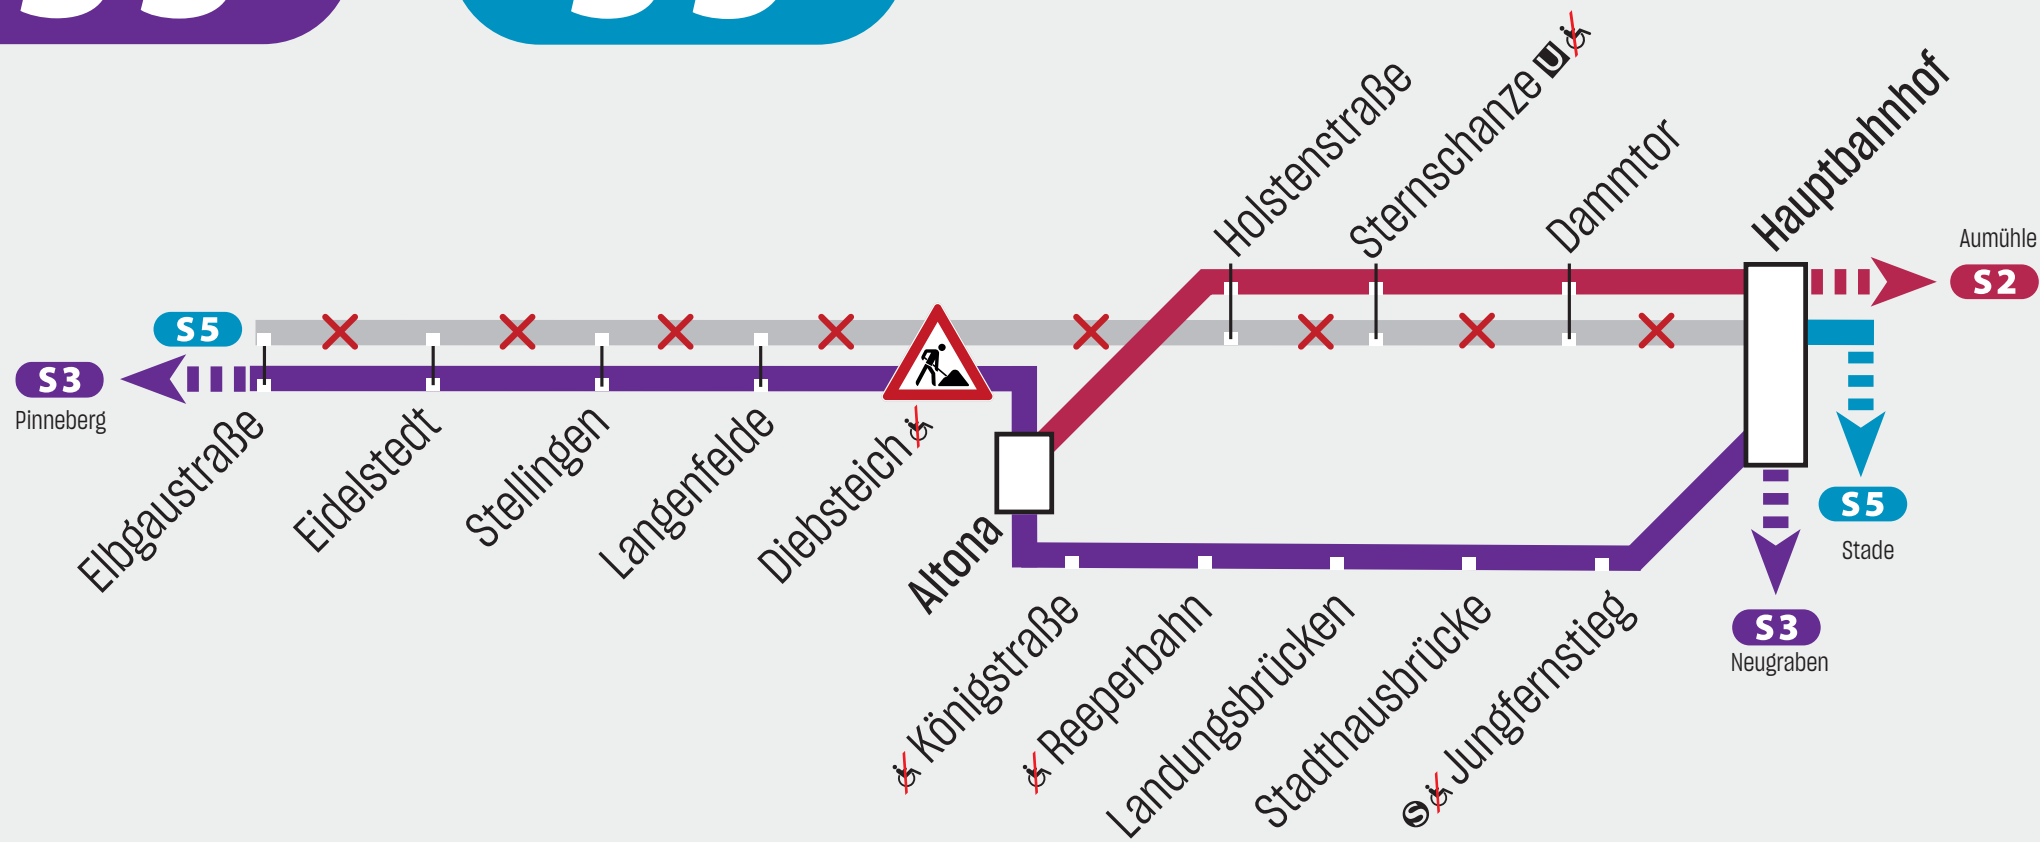 Holstenstraße
Sternschanze U
Dammtor
Hauptbahnhof
Aumühle
S2
S5
S3
Pinneberg
Elbgaustraße
Eidelstedt
Stellingen
Langenfelde
Diebsteich
Altona
Königstraße
Reeperbahn
Landungsbrücken
Stadthausbrücke
S Jungfernstieg
S5
Stade
S3
Neugraben